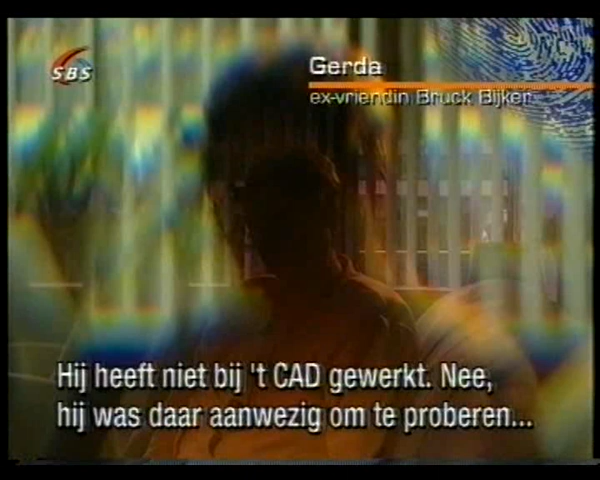 SBS
Gerda
ex-vriendin Bruck Bijker
Hij heeft niet bij 't CAD gewerkt. Nee,
hij was daar aanwezig om te proberen...